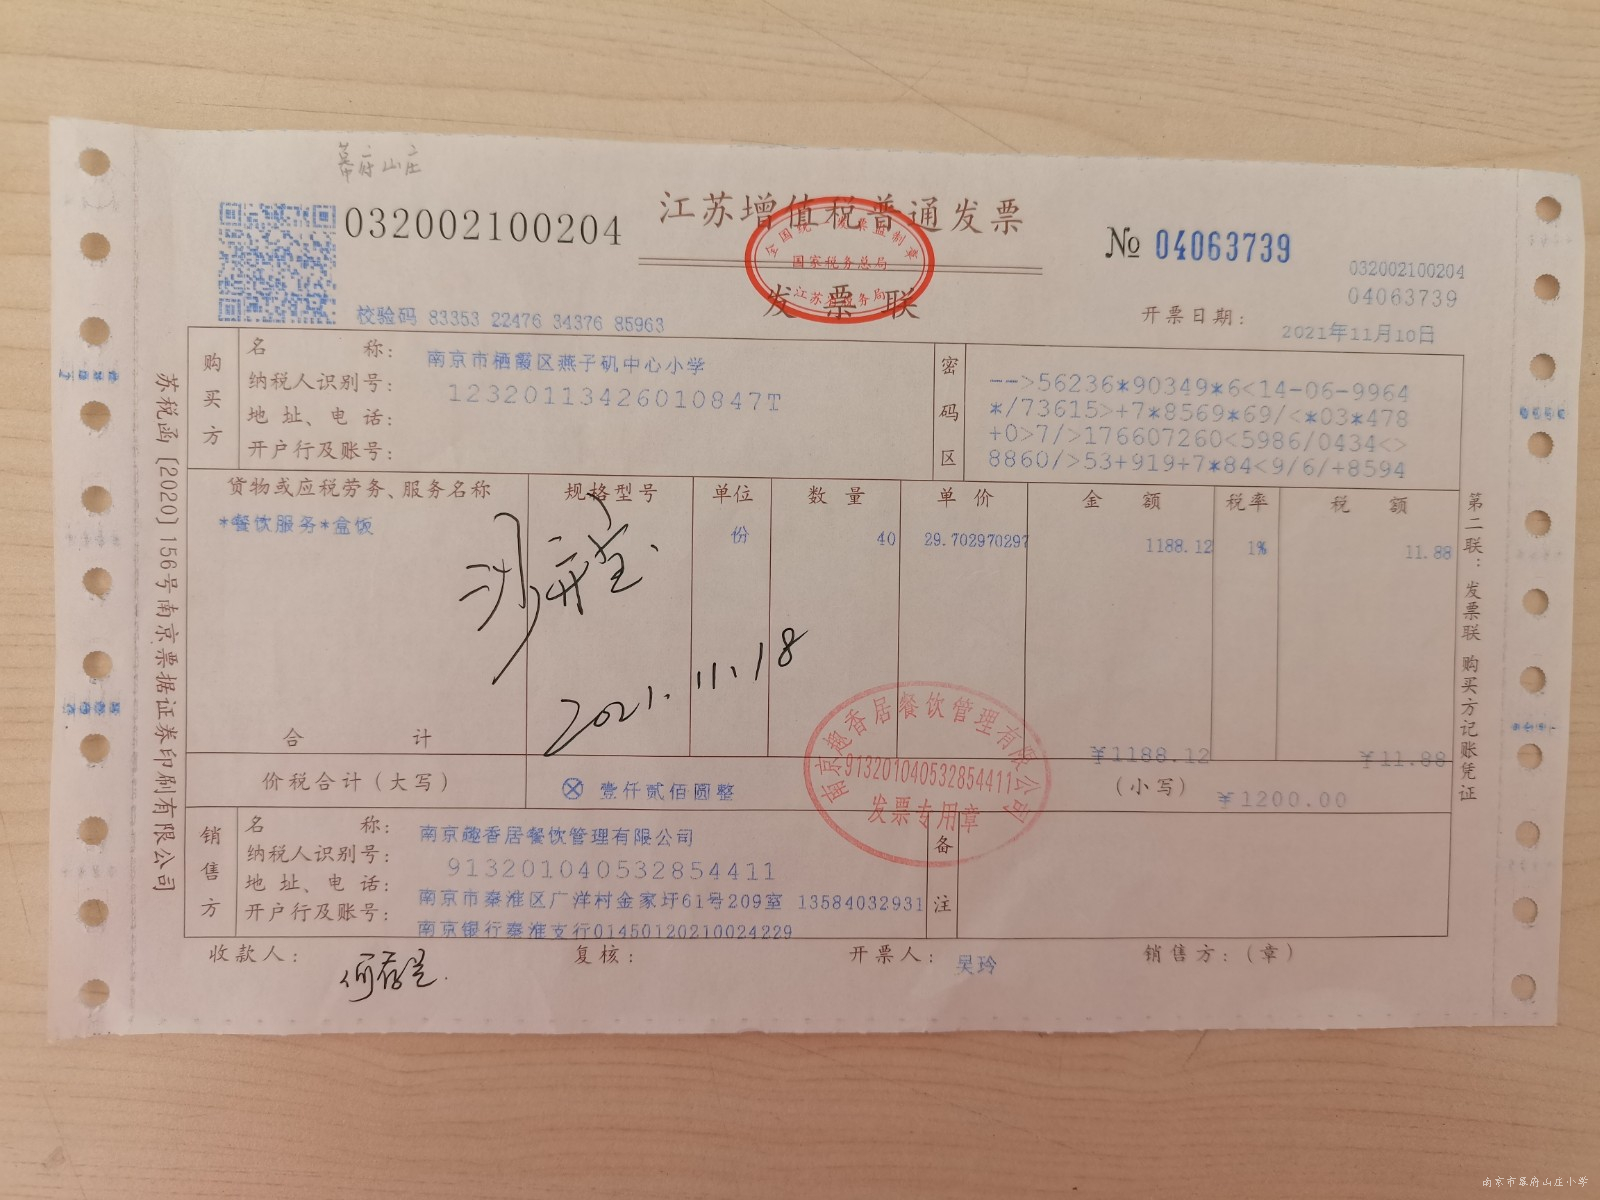 幕府山庄
032002100204
江苏增值税普通发票
发票联
全国统一发票监制章
国家税务总局
江苏省税务局
№ 04063739
032002100204
04063739
校验码 83353 22476 34376 85963
开票日期: 2021年11月10日
购买方
名称: 南京市栖霞区燕子矶中心小学
纳税人识别号: 12320113426010847T
地址、电话:
开户行及账号:
密码区
-->56236*90349*6<14-06-9964
*/73615>+7*8569*69/<*03*478
+0>7/>176607260<5986/0434<>
8860/>53+919+7*84<9/6/+8594
货物或应税劳务、服务名称 规格型号 单位 数量 单价 金额 税率 税额
*餐饮服务*盒饭 份 40 29.702970297 1188.12 1% 11.88
2021.11.18
合计 ¥1188.12 ¥11.88
价税合计(大写) ⊗ 壹仟贰佰圆整 (小写) ¥1200.00
南京趣香居餐饮管理有限公司
913201040532854411
发票专用章
销售方
名称: 南京趣香居餐饮管理有限公司
纳税人识别号: 913201040532854411
地址、电话: 南京市秦淮区广洋村金家圩61号209室 13584032931
开户行及账号: 南京银行秦淮支行01450120210024229
备注
收款人: 复核: 开票人: 吴玲 销售方:(章)
苏税函[2020]156号南京票据证券印刷有限公司
第二联:发票联 购买方记账凭证
南京市幕府山庄小学